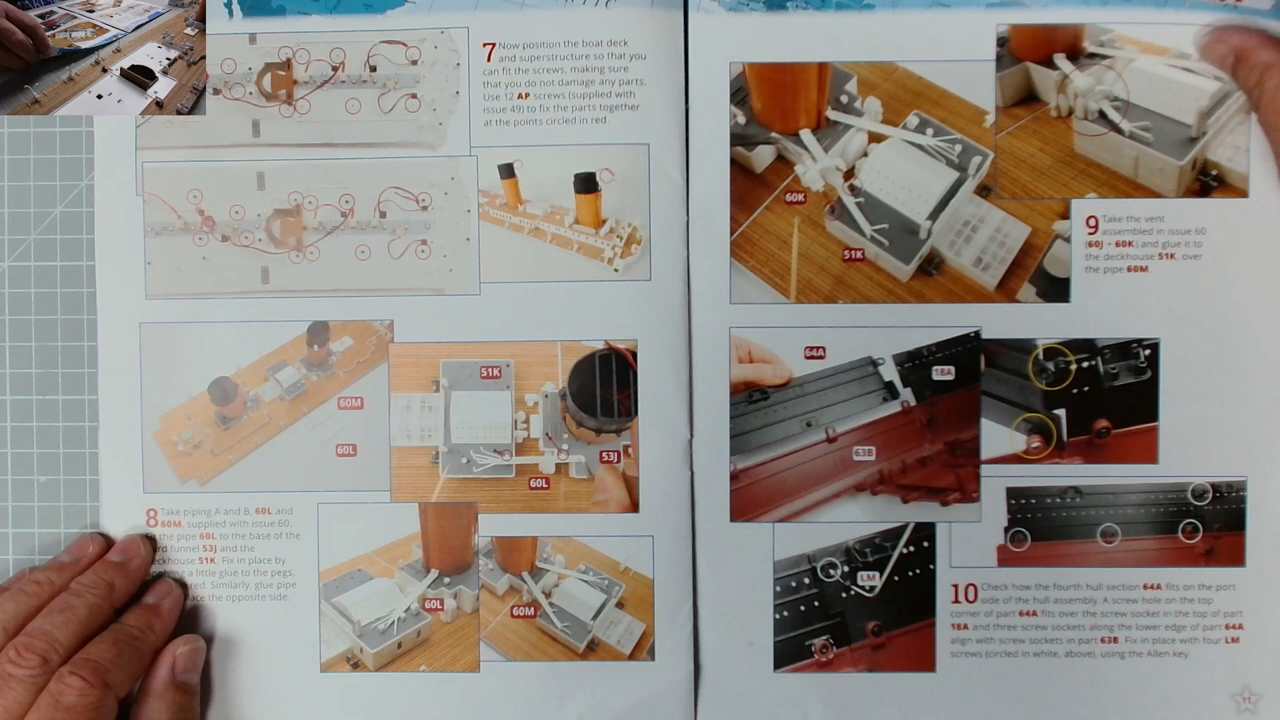 7 Now position the boat deck
and superstructure so that you
can fit the screws, making sure
that you do not damage any parts.
Use 12 AP screws (supplied with
issue 49) to fix the parts together
at the points circled in red.
60M
60L
51K
53J
60L
8 Take piping A and B, 60L and
60M, supplied with issue 60.
the pipe 60L to the base of the
funnel 53J and the
51K. Fix in place by
a little glue to the pegs,
Similarly, glue pipe
the opposite side.
60L
60M
60K
51K
9 Take the vent
assembled in issue 60
(60J + 60K) and glue it to
the deckhouse 51K, over
the pipe 60M.
64A
18A
63B
LM
10 Check how the fourth hull section 64A fits on the port
side of the hull assembly. A screw hole on the top
corner of part 64A fits over the screw socket in the top of part
18A and three screw sockets along the lower edge of part 64A
align with screw sockets in part 63B. Fix in place with four LM
screws (circled in white, above), using the Allen key.
11